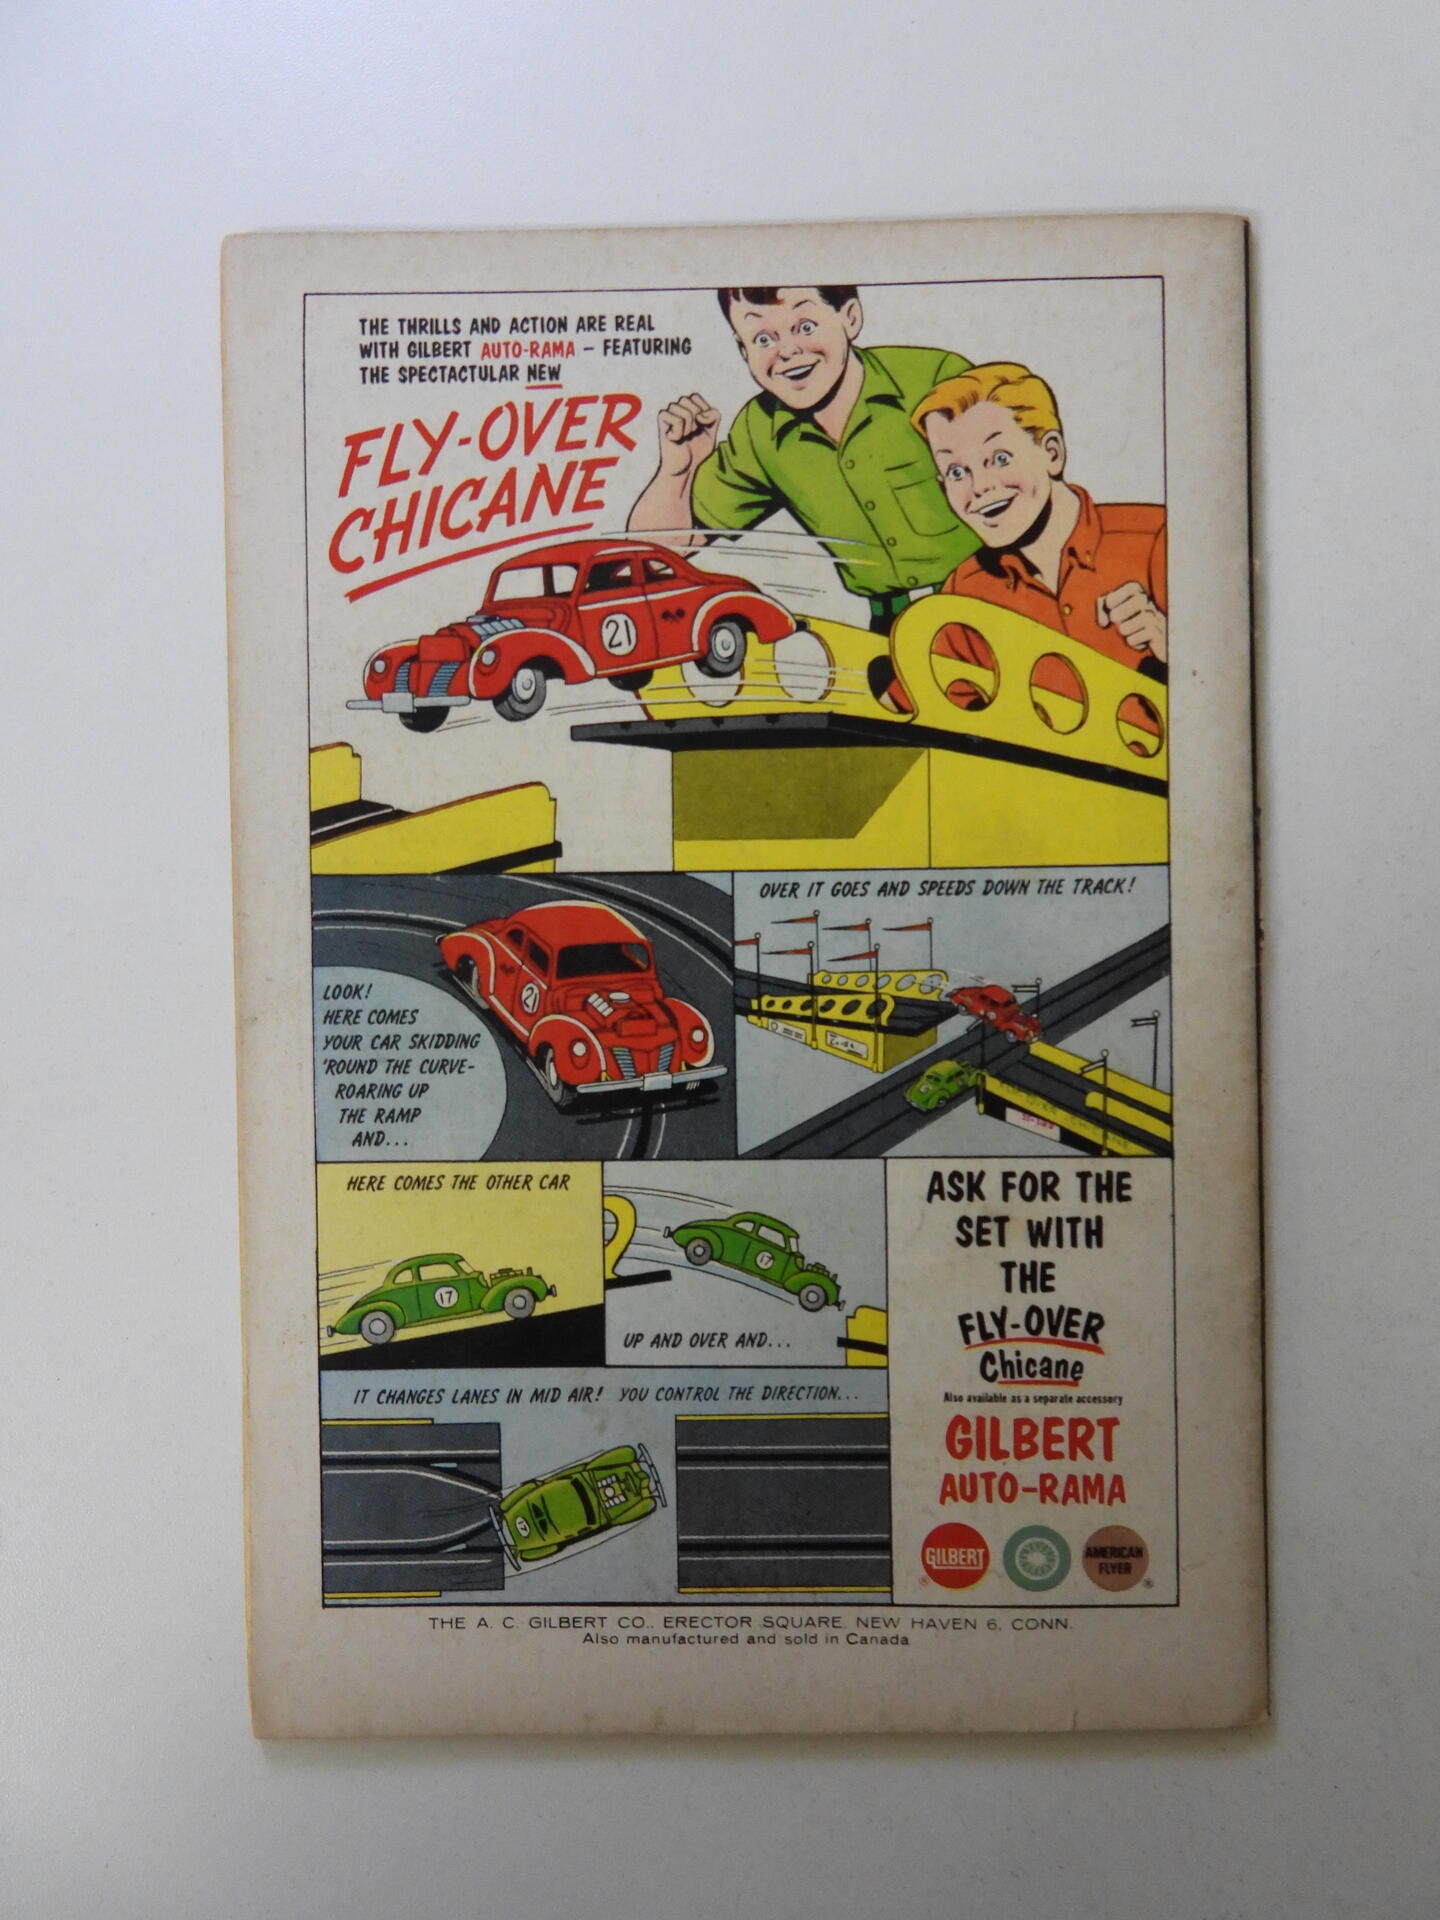 THE THRILLS AND ACTION ARE REAL
WITH GILBERT AUTO-RAMA – FEATURING
THE SPECTACTULAR NEW
FLY-OVER
CHICANE
21
LOOK!
HERE COMES
YOUR CAR SKIDDING
'ROUND THE CURVE-
ROARING UP
THE RAMP
AND...
21
OVER IT GOES AND SPEEDS DOWN THE TRACK!
FLY-OVER CHICANE
HERE COMES THE OTHER CAR
17
17
UP AND OVER AND...
IT CHANGES LANES IN MID AIR! YOU CONTROL THE DIRECTION...
17
ASK FOR THE
SET WITH
THE
FLY-OVER
Chicane
Also available as a separate accessory
GILBERT
AUTO-RAMA
GILBERT
®
AMERICAN
FLYER
®
THE A. C. GILBERT CO., ERECTOR SQUARE, NEW HAVEN 6, CONN.
Also manufactured and sold in Canada